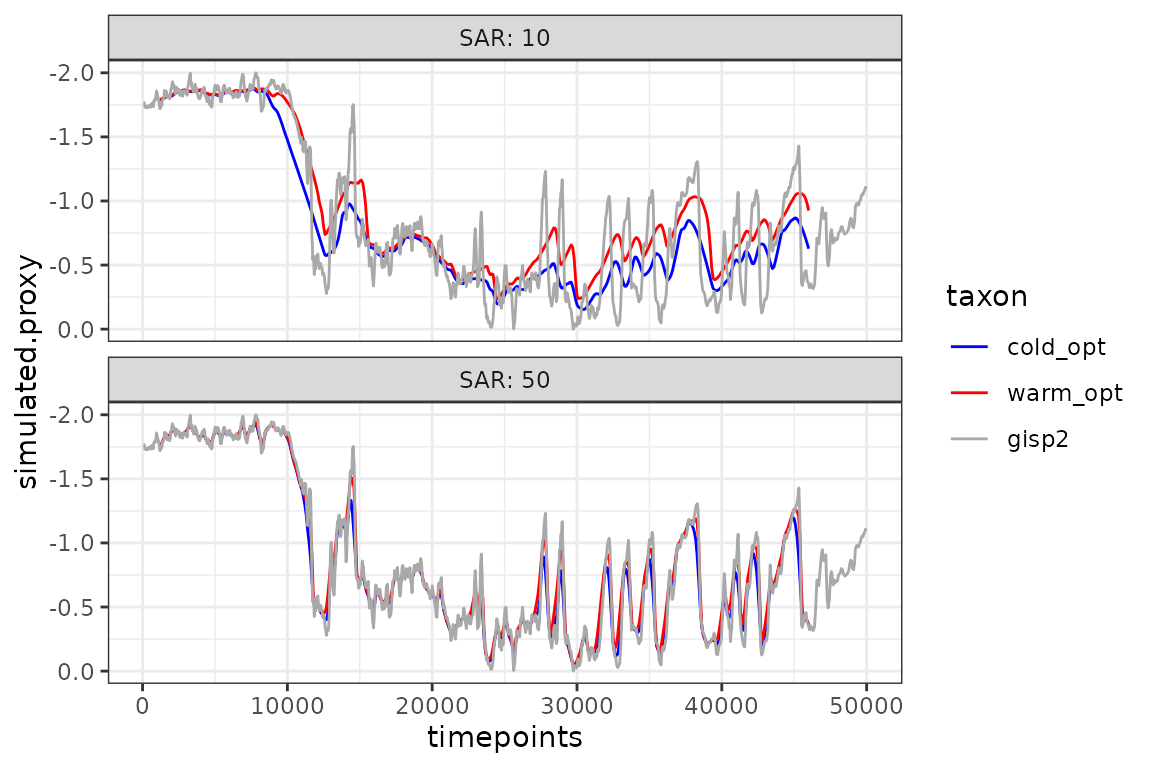 SAR: 10
-2.0
-1.5
-1.0
-0.5
0.0
SAR: 50
-2.0
-1.5
-1.0
-0.5
0.0
0 10000 20000 30000 40000 50000
timepoints
simulated.proxy
taxon
cold_opt
warm_opt
gisp2